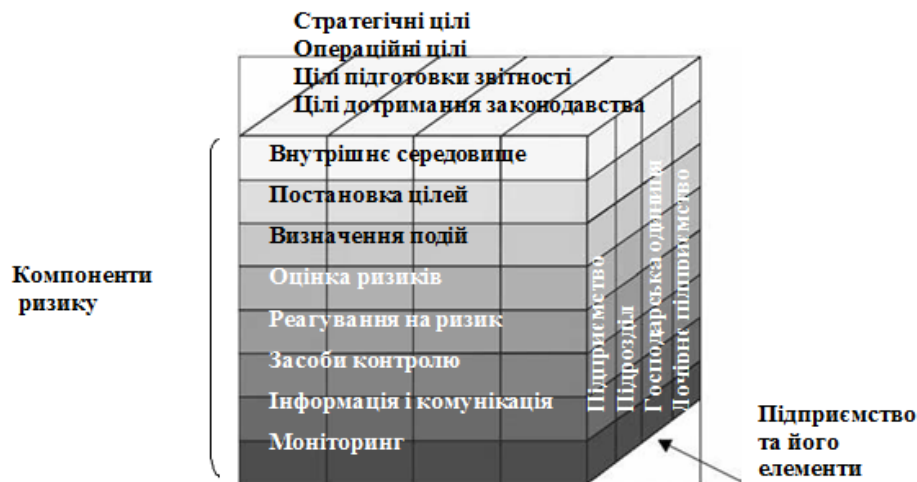 Стратегічні цілі
Операційні цілі
Цілі підготовки звітності
Цілі дотримання законодавства
Внутрішнє середовище
Постановка цілей
Визначення подій
Оцінка ризиків
Реагування на ризик
Засоби контролю
Інформація і комунікація
Моніторинг
Компоненти
ризику
Підприємство
Підрозділ
Господарська одиниця
Дочірнє підприємство
Підприємство
та його
елементи